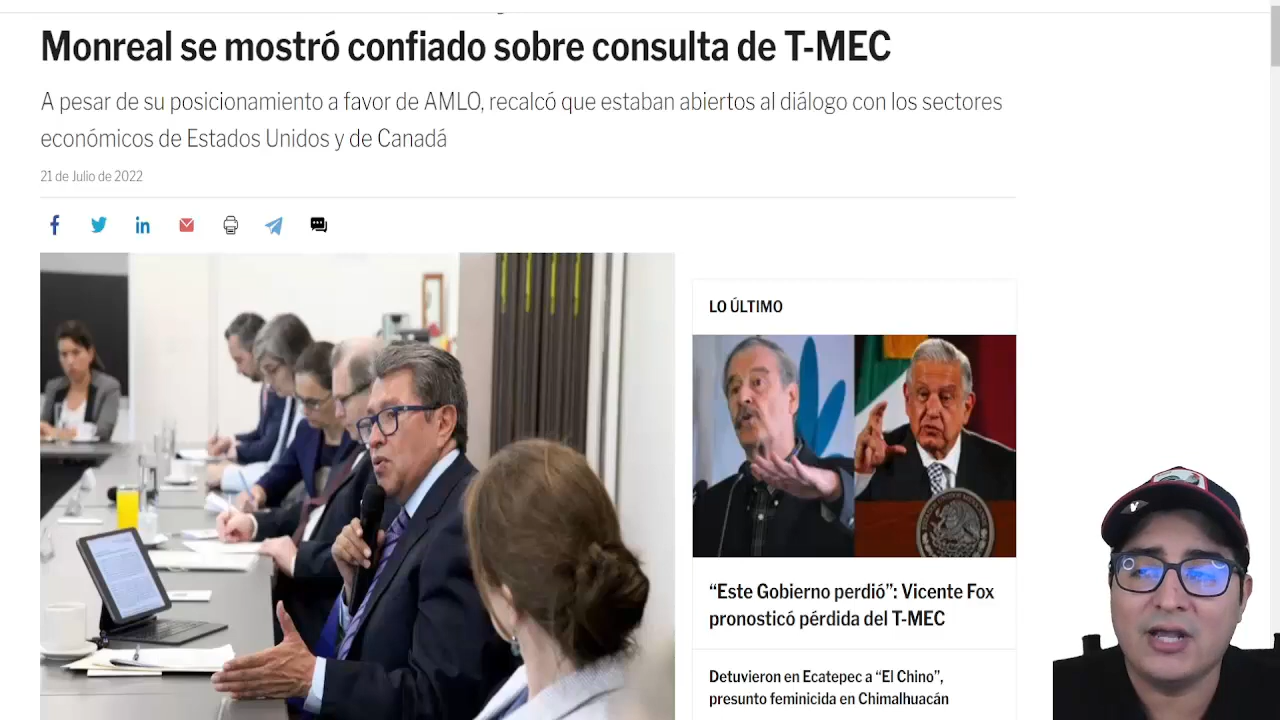 Monreal se mostró confiado sobre consulta de T-MEC
A pesar de su posicionamiento a favor de AMLO, recalcó que estaban abiertos al diálogo con los sectores
económicos de Estados Unidos y de Canadá
21 de Julio de 2022
LO ÚLTIMO
“Este Gobierno perdió”: Vicente Fox
pronosticó pérdida del T-MEC
Detuvieron en Ecatepec a “El Chino”,
presunto feminicida en Chimalhuacán